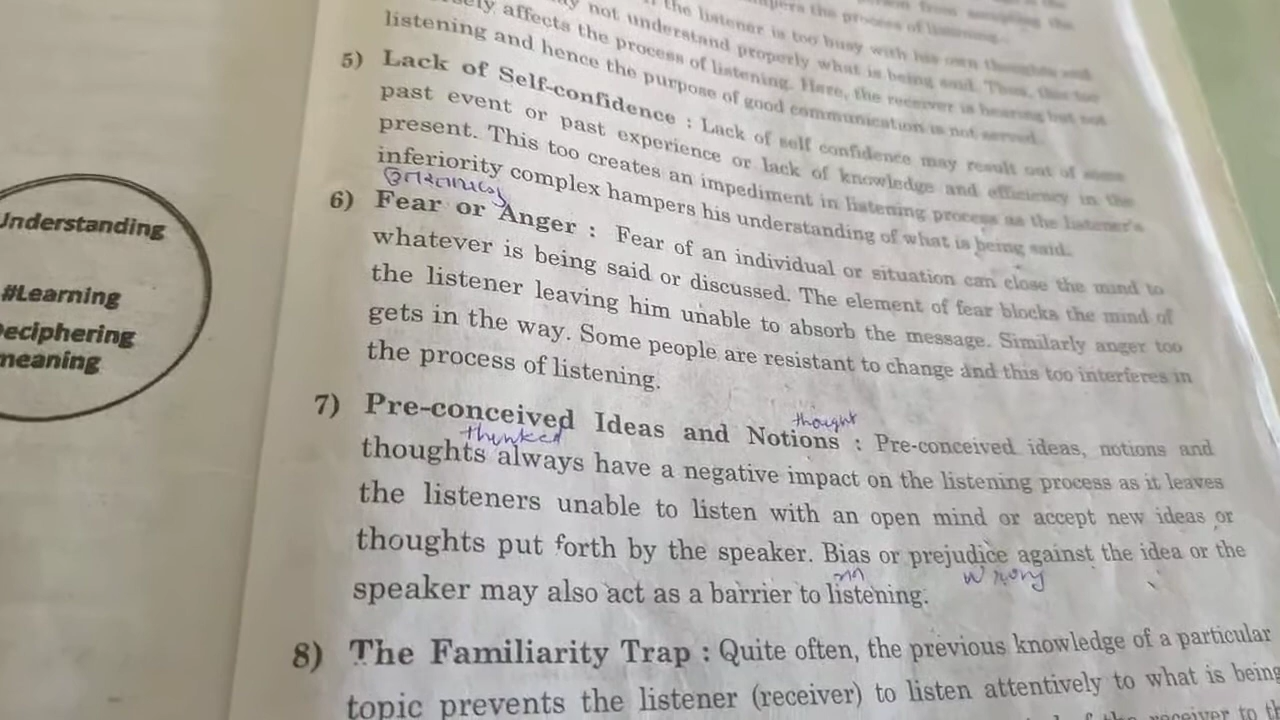 Understanding
#Learning
Deciphering
meaning
the listener is too busy with his own thoughts and
not understand properly what is being said. Thus, this too
affects the process of listening. Here, the receiver is hearing but not
listening and hence the purpose of good communication is not served.
5) Lack of Self-confidence : Lack of self confidence may result out of some
past event or past experience or lack of knowledge and efficiency in the
present. This too creates an impediment in listening process as the listener's
inferiority complex hampers his understanding of what is being said.
6) Fear or Anger : Fear of an individual or situation can close the mind to
whatever is being said or discussed. The element of fear blocks the mind of
the listener leaving him unable to absorb the message. Similarly anger too
gets in the way. Some people are resistant to change and this too interferes in
the process of listening.
thought
7) Pre-conceived Ideas and Notions : Pre-conceived ideas, notions and
thinked
thoughts always have a negative impact on the listening process as it leaves
the listeners unable to listen with an open mind or accept new ideas or
thoughts put forth by the speaker. Bias or prejudice against the idea or the
wrong
speaker may also act as a barrier to listening.
8) The Familiarity Trap : Quite often, the previous knowledge of a particular
topic prevents the listener (receiver) to listen attentively to what is being